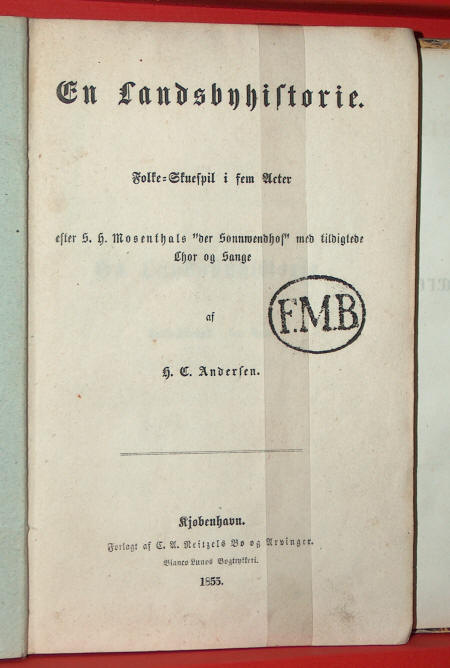 En Landsbyhistorie.
Folke-Skuespil i fem Acter
efter S. H. Mosenthals "der Sonnwendhof" med tildigtede
Chor og Sange
af
F.M.B.
H. C. Andersen.
Kjøbenhavn.
Forlagt af C. A. Reitzels Bo og Arvinger.
Bianco Lunos Bogtrykkeri.
1855.